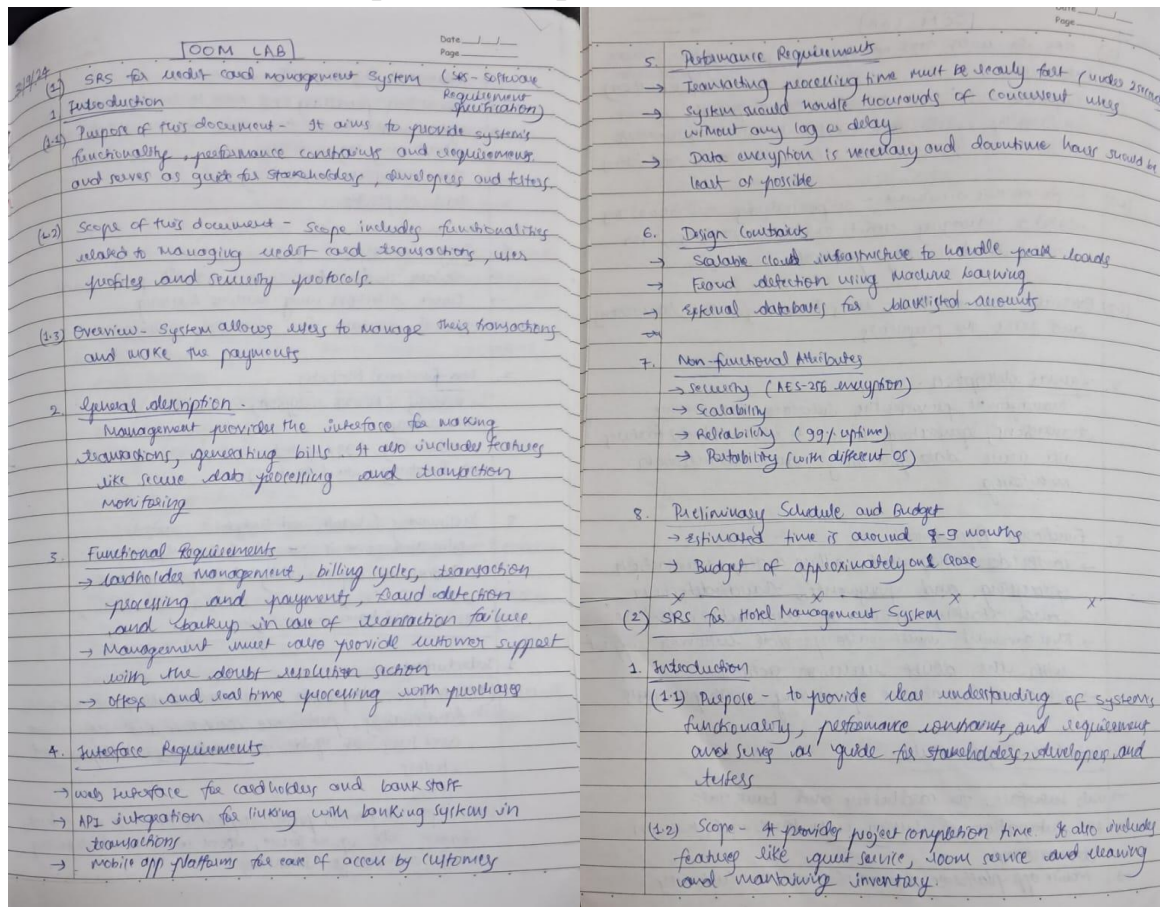 OOM LAB
Date
Page
3/9/24
(1) SRS for credit card management System (SRS - Software Requirement Specification)
1. Introduction
(1.1) Purpose of this document - It aims to provide system's
functionality, performance constraints and requirements
and serves as guide for stakeholders, developers and testers.
(1.2) Scope of this document - Scope includes functionalities
related to managing credit card transactions, user
profiles and security protocols.
(1.3) Overview - System allows users to manage their transactions
and make the payments
2. General description -
Management provides the interface for making
transactions, generating bills It also includes features
like secure data processing and transaction
monitoring
3. Functional Requirements -
→ Cardholder management, billing cycles, transaction
processing and payments, fraud detection
and backup in case of transaction failure
→ Management must also provide customer support
with the doubt resolution section
→ offers and real time processing with purchases
4. Interface Requirements
→ web interface for cardholders and bank staff
→ API integration for linking with banking systems in
transactions
→ Mobile app platforms for ease of access by customers
Date
Page
5. Performance Requirements
→ Transaction processing time must be really fast (under
→ System should handle thousands of concurrent users
without any lag or delay
→ Data encryption is necessary and downtime hours should be
least as possible
6. Design Constraints
→ Scalable cloud infrastructure to handle peak loads
→ Fraud detection using Machine learning
→ External databases for blacklisted accounts
7. Non-functional Attributes
→ Security (AES-256 encryption)
→ Scalability
→ Reliability (99% uptime)
→ Portability (with different OS)
8. Preliminary Schedule and Budget
→ Estimated time is around 8-9 months
→ Budget of approximately one Crore
x x x x
(2) SRS for Hotel Management System
1. Introduction
(1.1) Purpose - to provide clear understanding of systems
functionality, performance constraints, and requirement
and serves as guide for stakeholders, developers and
testers
(1.2) Scope - It provides project completion time. It also includes
features like guest service, room service and cleaning
and maintaining inventory.